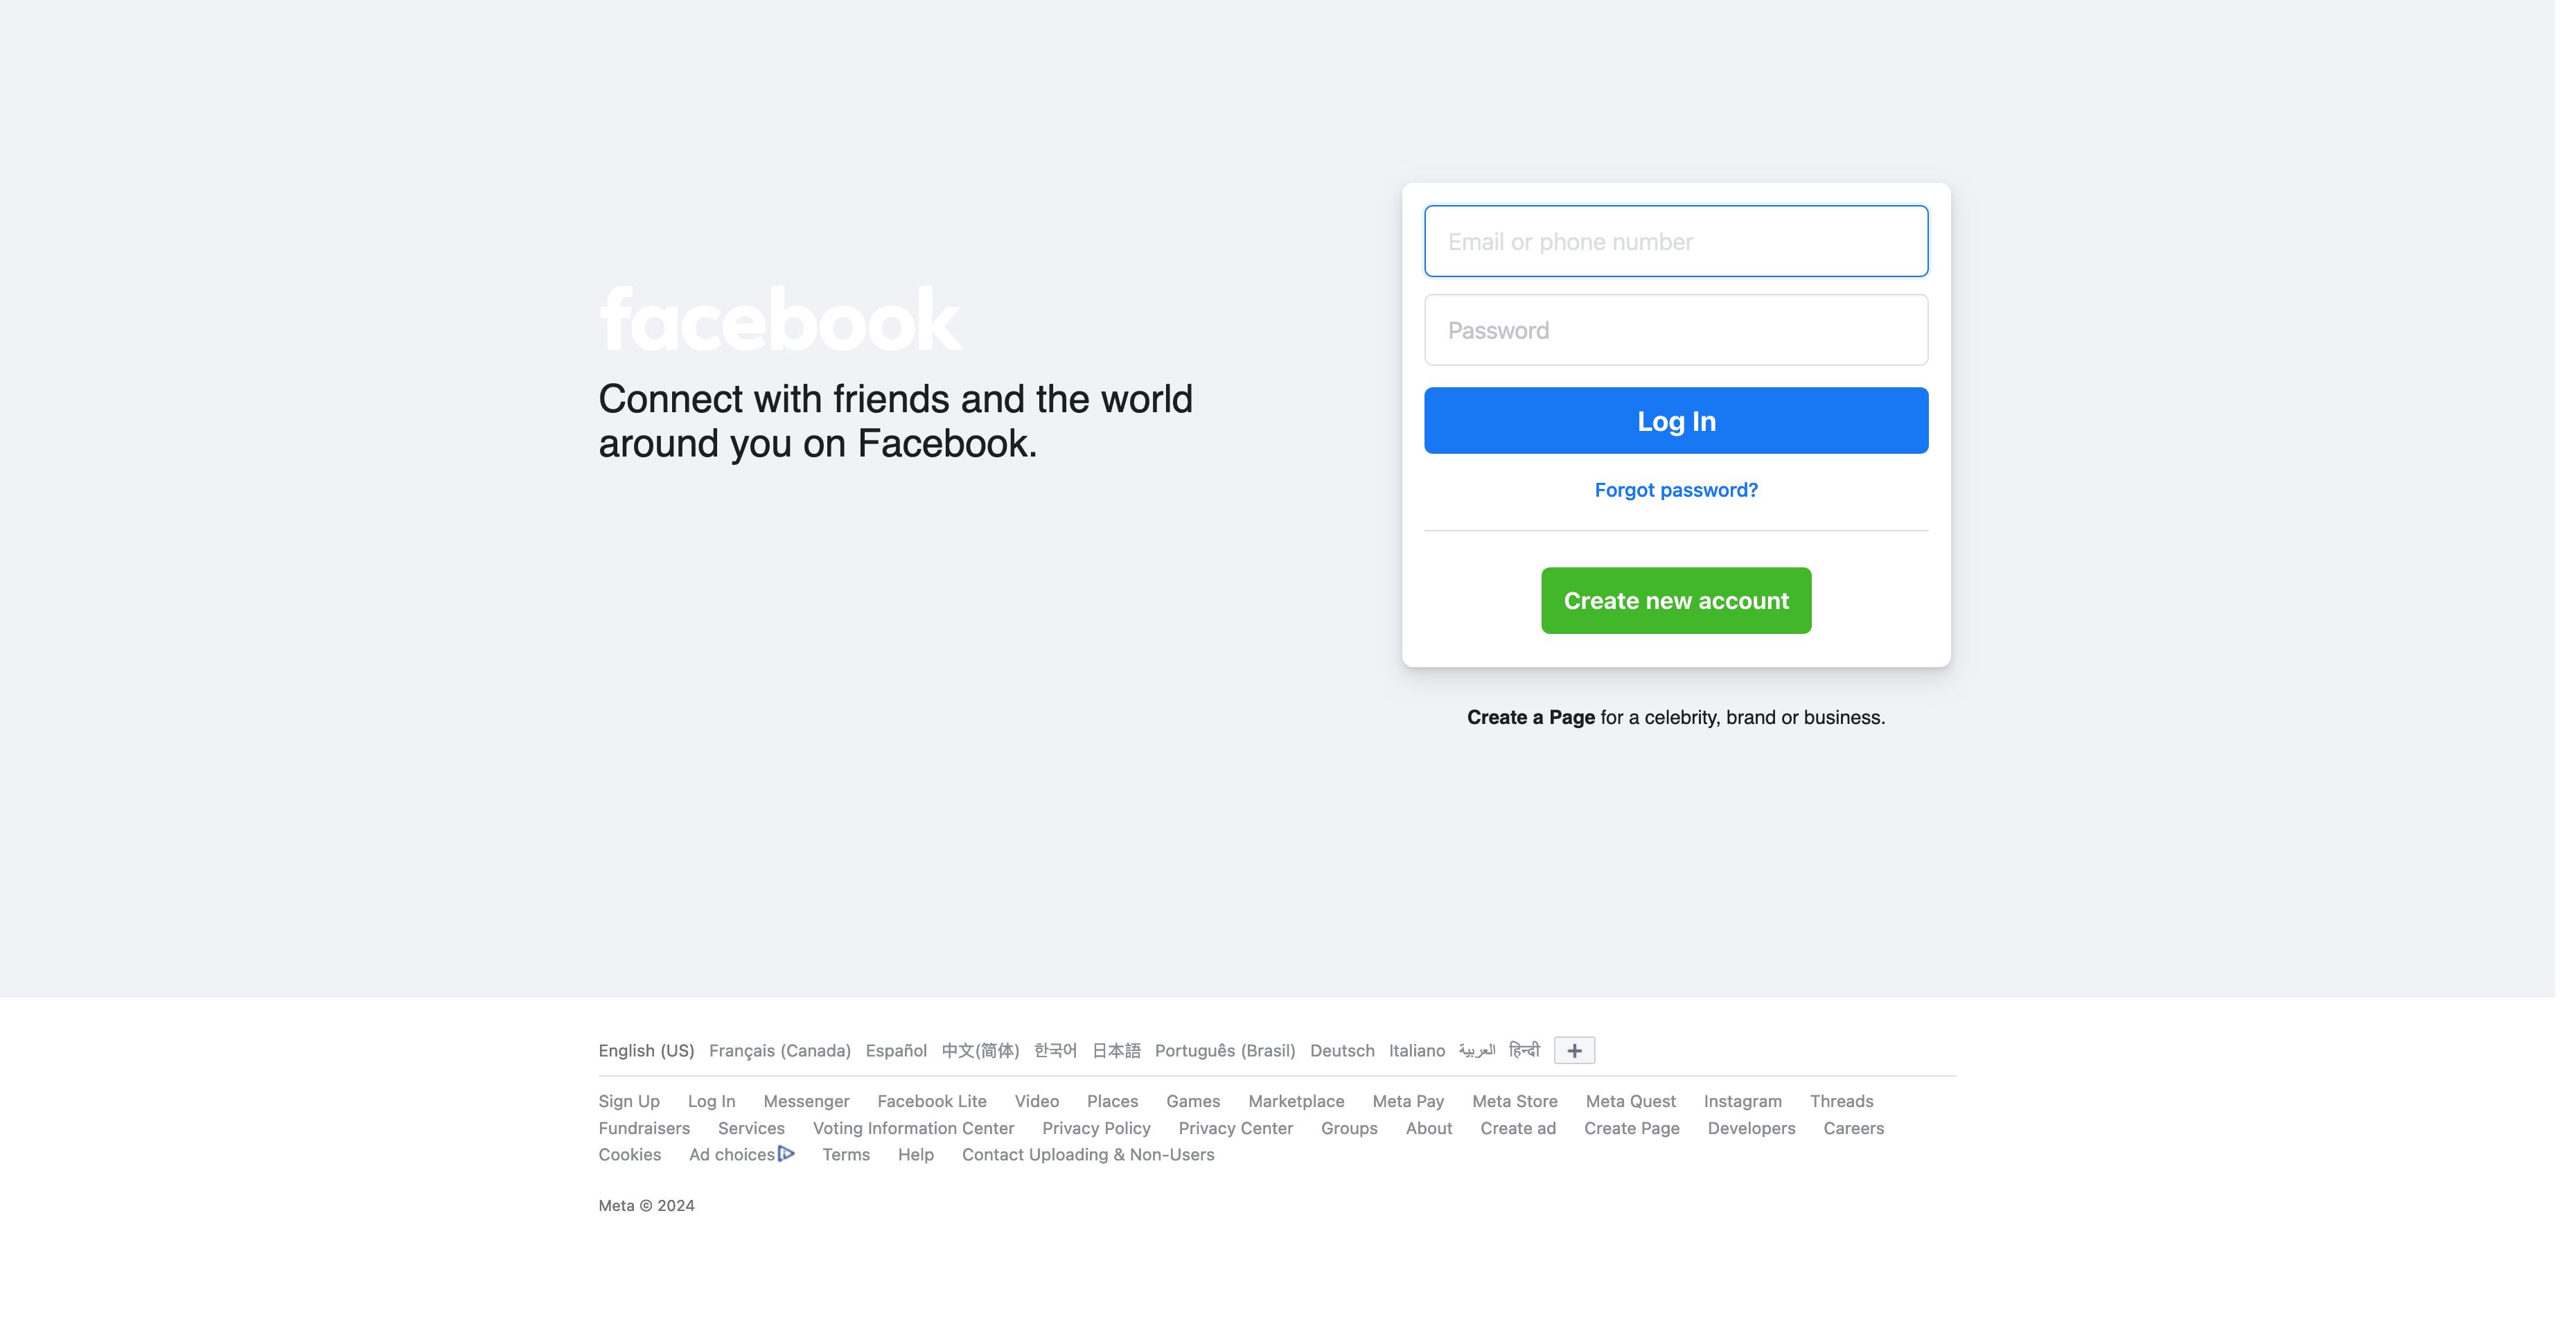 facebook
Connect with friends and the world
around you on Facebook.
Email or phone number
Password
Log In
Forgot password?
Create new account
Create a Page for a celebrity, brand or business.
English (US) Français (Canada) Español 中文(简体) 한국어 日本語 Português (Brasil) Deutsch Italiano العربية हिन्दी +
Sign Up Log In Messenger Facebook Lite Video Places Games Marketplace Meta Pay Meta Store Meta Quest Instagram Threads
Fundraisers Services Voting Information Center Privacy Policy Privacy Center Groups About Create ad Create Page Developers Careers
Cookies Ad choices Terms Help Contact Uploading & Non-Users
Meta © 2024